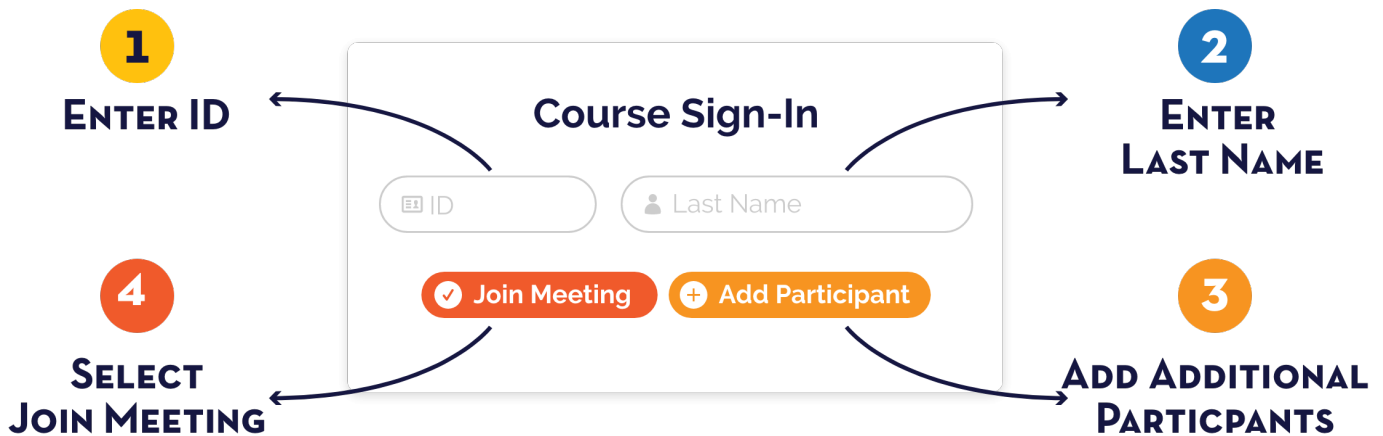 1
ENTER ID
2
ENTER
LAST NAME
Course Sign-In
ID
Last Name
Join Meeting
Add Participant
4
SELECT
JOIN MEETING
3
ADD ADDITIONAL
PARTICPANTS